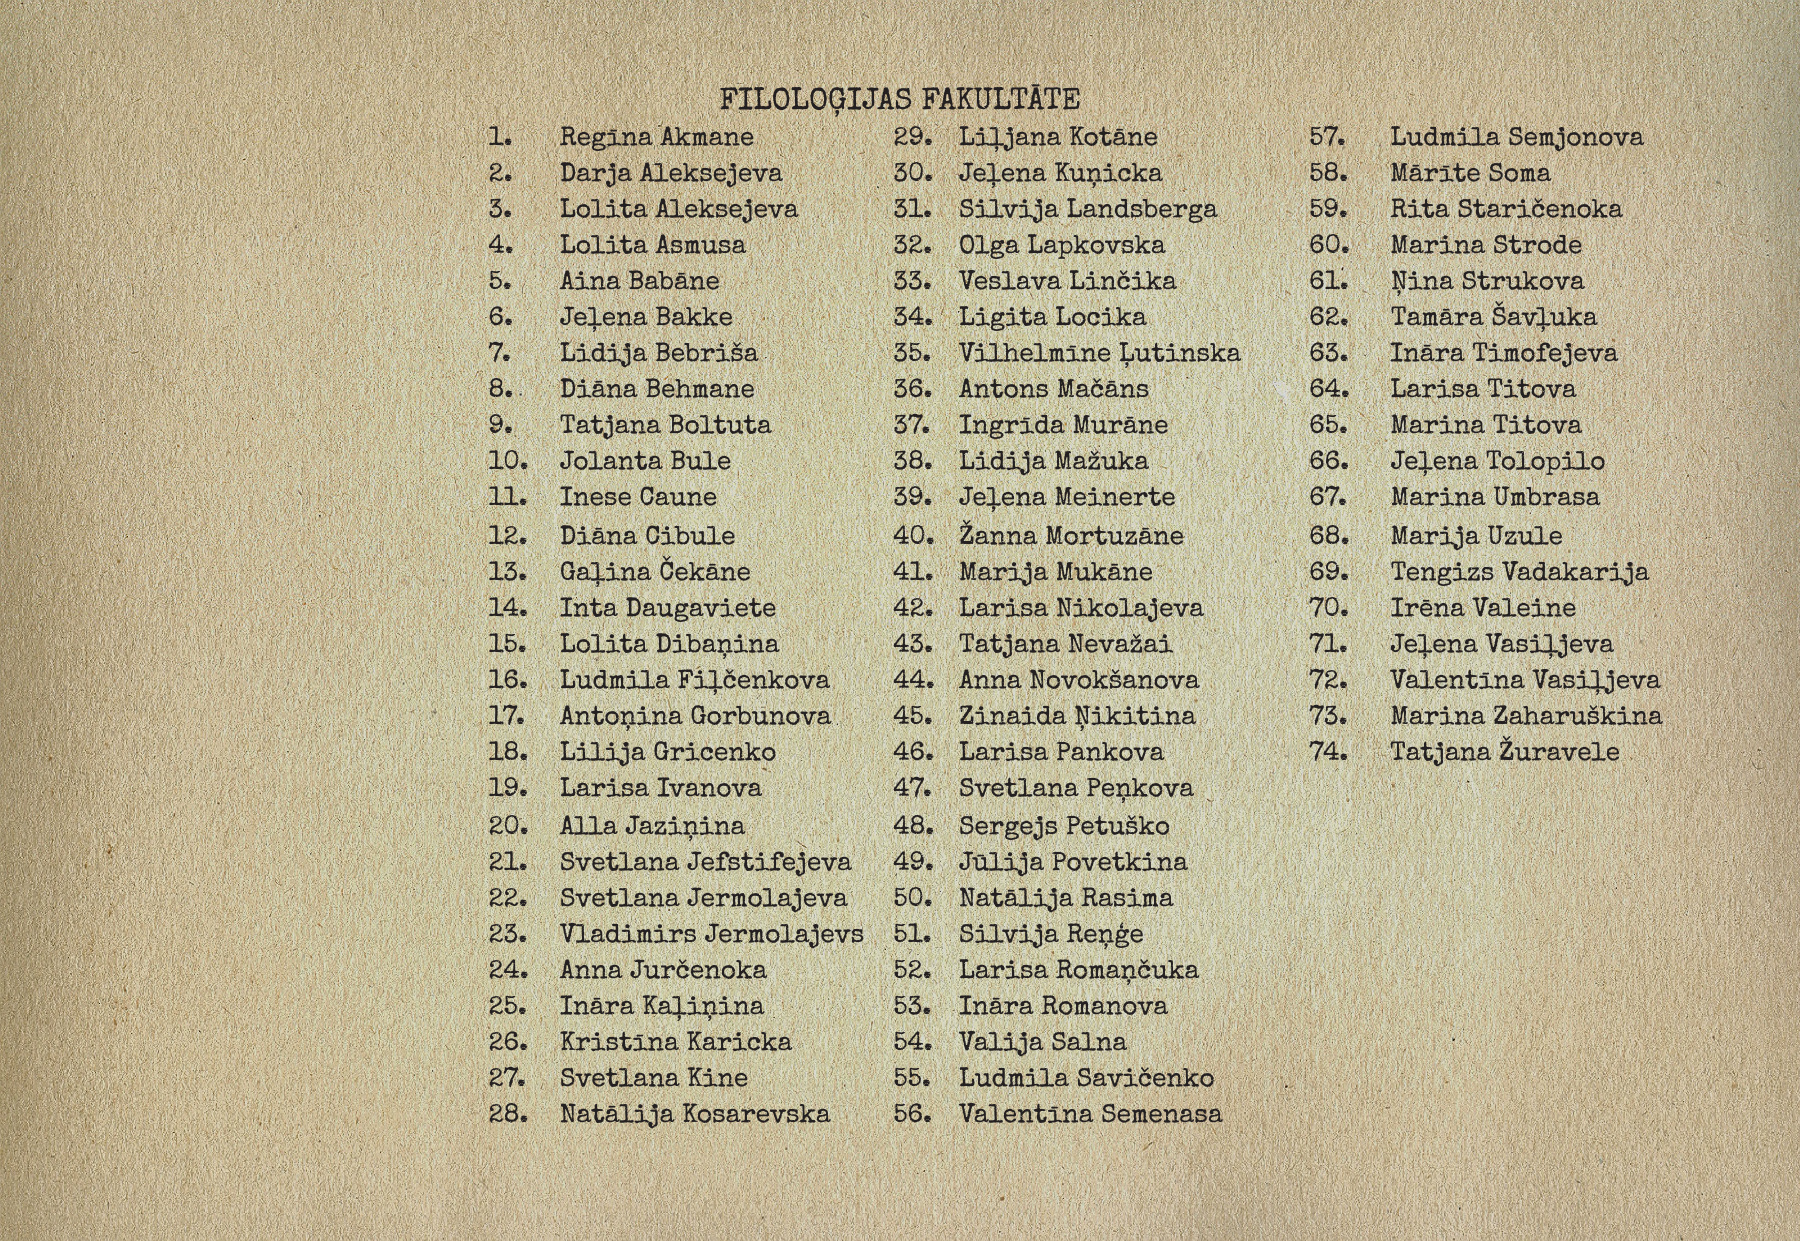 FILOLOĢIJAS FAKULTĀTE
1. Regīna Akmane
2. Darja Aleksejeva
3. Lolita Aleksejeva
4. Lolita Asmusa
5. Aina Babāne
6. Jeļena Bakke
7. Lidija Bebriša
8. Diāna Behmane
9. Tatjana Boltuta
10. Jolanta Bule
11. Inese Caune
12. Diāna Cibule
13. Gaļina Čekāne
14. Inta Daugaviete
15. Lolita Dibaņina
16. Ludmila Fiļčenkova
17. Antoņina Gorbunova
18. Lilija Gricenko
19. Larisa Ivanova
20. Alla Jaziņina
21. Svetlana Jefstifejeva
22. Svetlana Jermolajeva
23. Vladimirs Jermolajevs
24. Anna Jurčenoka
25. Ināra Kaļiņina
26. Kristīna Karicka
27. Svetlana Kine
28. Natālija Kosarevska
29. Liļjana Kotāne
30. Jeļena Kuņicka
31. Silvija Landsberga
32. Olga Lapkovska
33. Veslava Linčika
34. Ligita Locika
35. Vilhelmīne Ļutinska
36. Antons Mačāns
37. Ingrīda Murāne
38. Lidija Mažuka
39. Jeļena Meinerte
40. Žanna Mortuzāne
41. Marija Mukāne
42. Larisa Nikolajeva
43. Tatjana Nevažai
44. Anna Novokšanova
45. Zinaida Ņikitina
46. Larisa Pankova
47. Svetlana Peņkova
48. Sergejs Petuško
49. Jūlija Povetkina
50. Natālija Rasima
51. Silvija Reņģe
52. Larisa Romaņčuka
53. Ināra Romanova
54. Valija Salna
55. Ludmila Savičenko
56. Valentīna Semenasa
57. Ludmila Semjonova
58. Mārīte Soma
59. Rita Staričenoka
60. Marina Strode
61. Ņina Strukova
62. Tamāra Šavļuka
63. Ināra Timofejeva
64. Larisa Titova
65. Marina Titova
66. Jeļena Tolopilo
67. Marina Umbrasa
68. Marija Uzule
69. Tengizs Vadakarija
70. Irēna Valeine
71. Jeļena Vasiļjeva
72. Valentīna Vasiļjeva
73. Marina Zaharuškina
74. Tatjana Žuravele